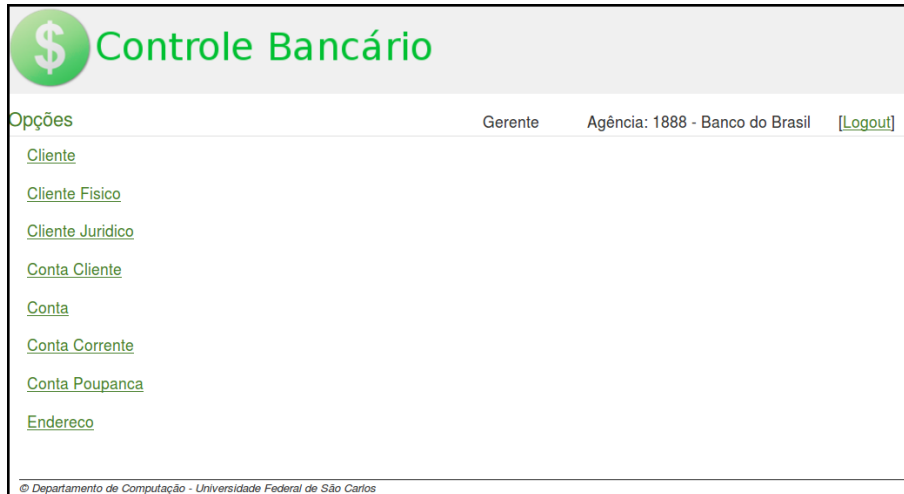 $ Controle Bancário
Opções Gerente Agência: 1888 - Banco do Brasil [Logout]
Cliente
Cliente Fisico
Cliente Juridico
Conta Cliente
Conta
Conta Corrente
Conta Poupanca
Endereco
© Departamento de Computação - Universidade Federal de São Carlos